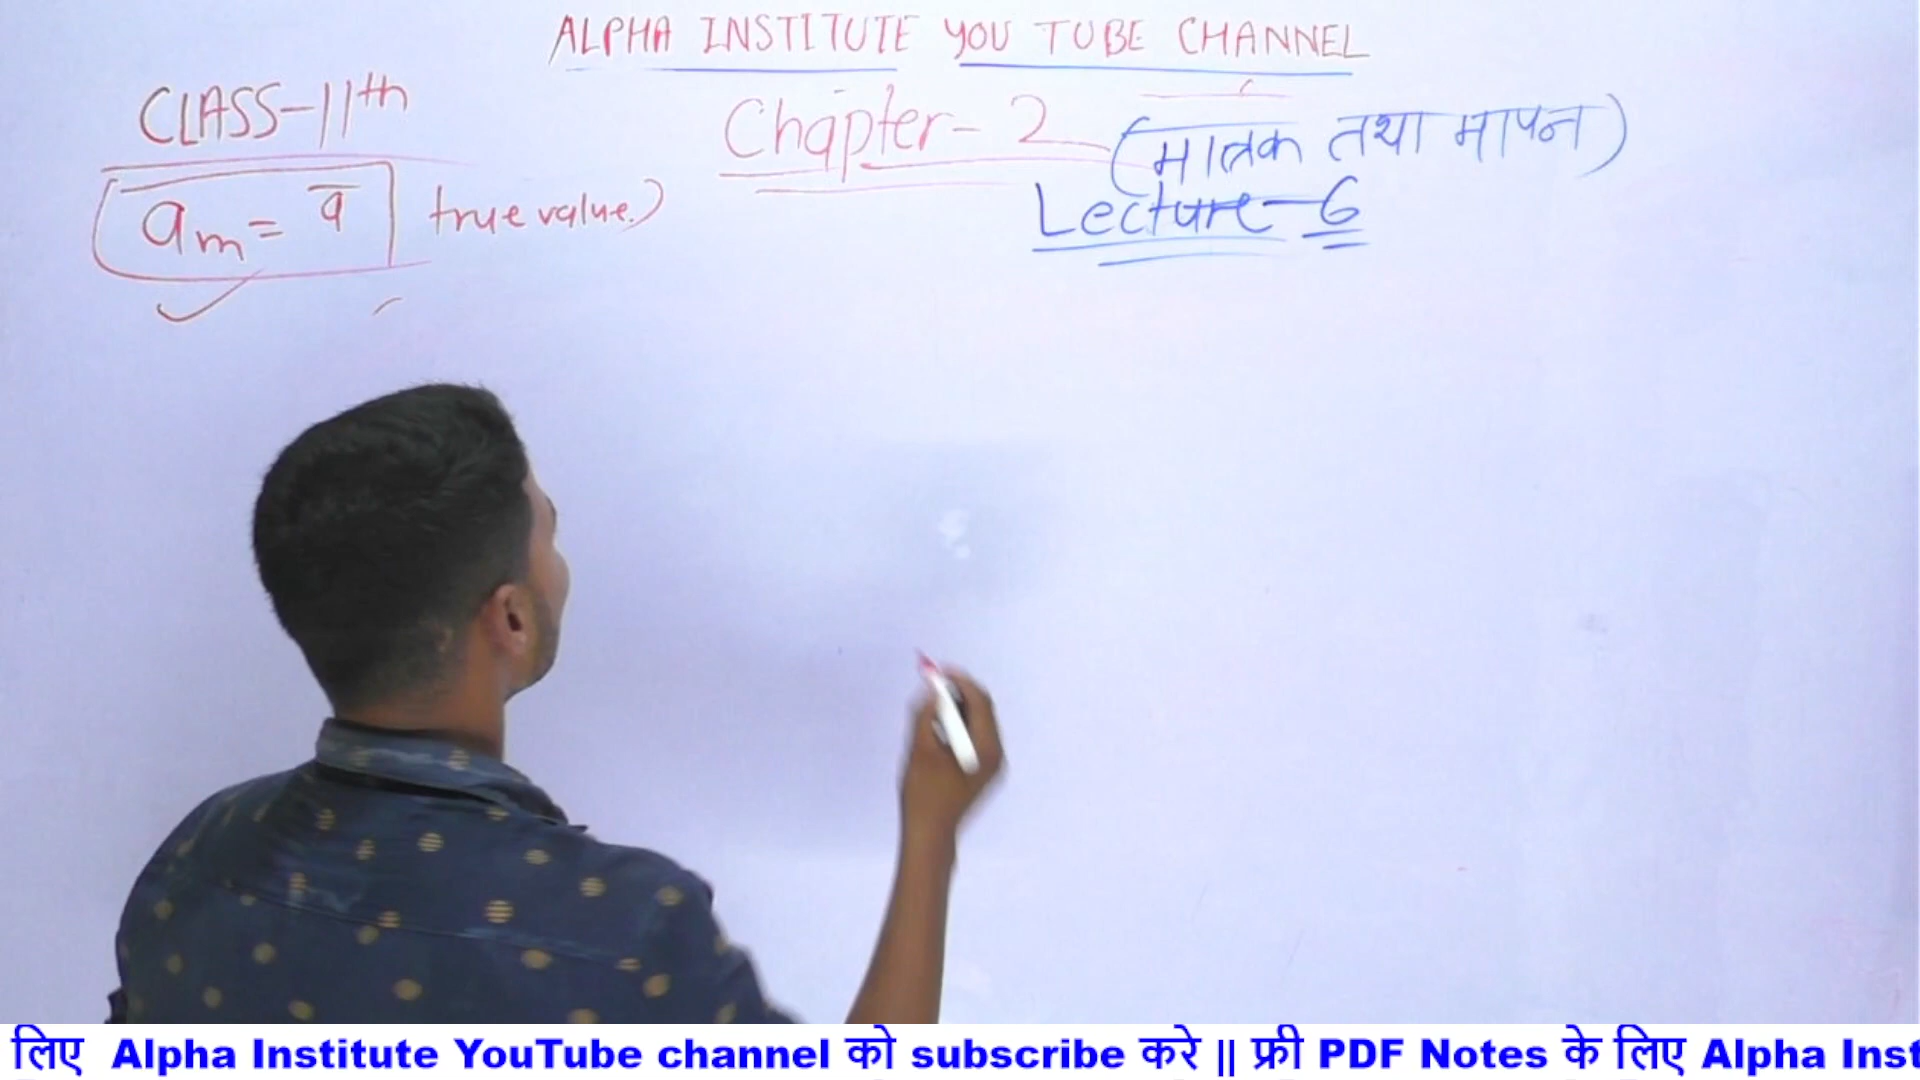 ALPHA INSTITUTE YOU TUBE CHANNEL
CLASS-11th
Chapter-2 (मात्रक तथा मापन)
Lecture-6
am = a̅ true value.)
लिए Alpha Institute YouTube channel को subscribe करे || फ्री PDF Notes के लिए Alpha Inst